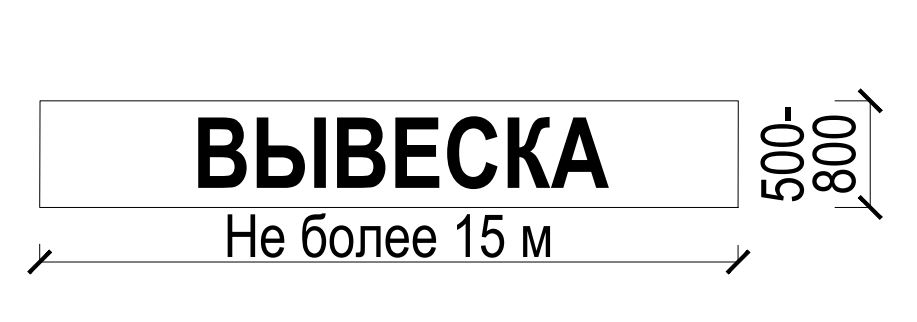 ВЫВЕСКА
Не более 15 м
500-
800